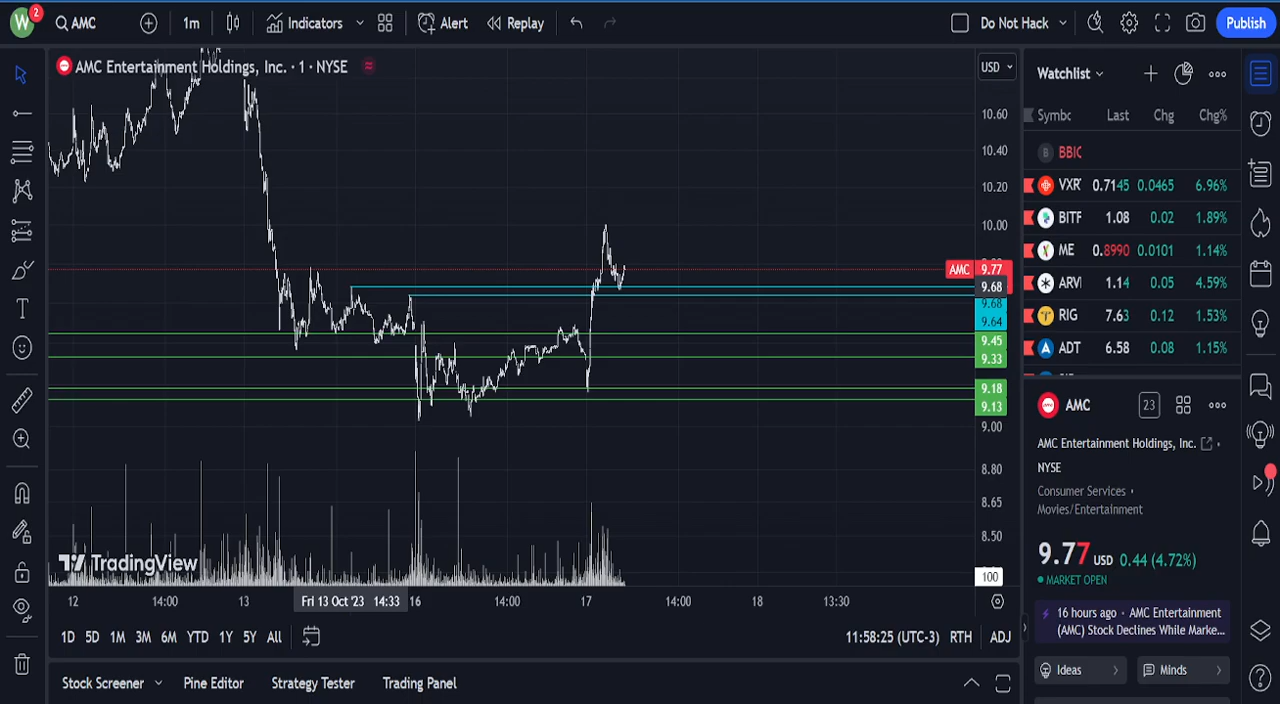 W 2 AMC 1m Indicators Alert Replay Do Not Hack Publish
AMC Entertainment Holdings, Inc. · 1 · NYSE
USD
10.60
10.40
10.20
10.00
AMC 9.77
9.68
9.68
9.64
9.45
9.33
9.18
9.13
9.00
8.80
8.65
8.50
100
TradingView
12 14:00 13 Fri 13 Oct '23 14:33 16 14:00 17 14:00 18 13:30
1D 5D 1M 3M 6M YTD 1Y 5Y All 11:58:25 (UTC-3) RTH ADJ
Stock Screener Pine Editor Strategy Tester Trading Panel
Watchlist
Symbc Last Chg Chg%
B BBIC
VXR 0.7145 0.0465 6.96%
BITF 1.08 0.02 1.89%
ME 0.8990 0.0101 1.14%
ARVI 1.14 0.05 4.59%
RIG 7.63 0.12 1.53%
ADT 6.58 0.08 1.15%
AMC 23
AMC Entertainment Holdings, Inc.
NYSE
Consumer Services •
Movies/Entertainment
9.77 USD 0.44 (4.72%)
MARKET OPEN
16 hours ago · AMC Entertainment
(AMC) Stock Declines While Marke...
Ideas Minds